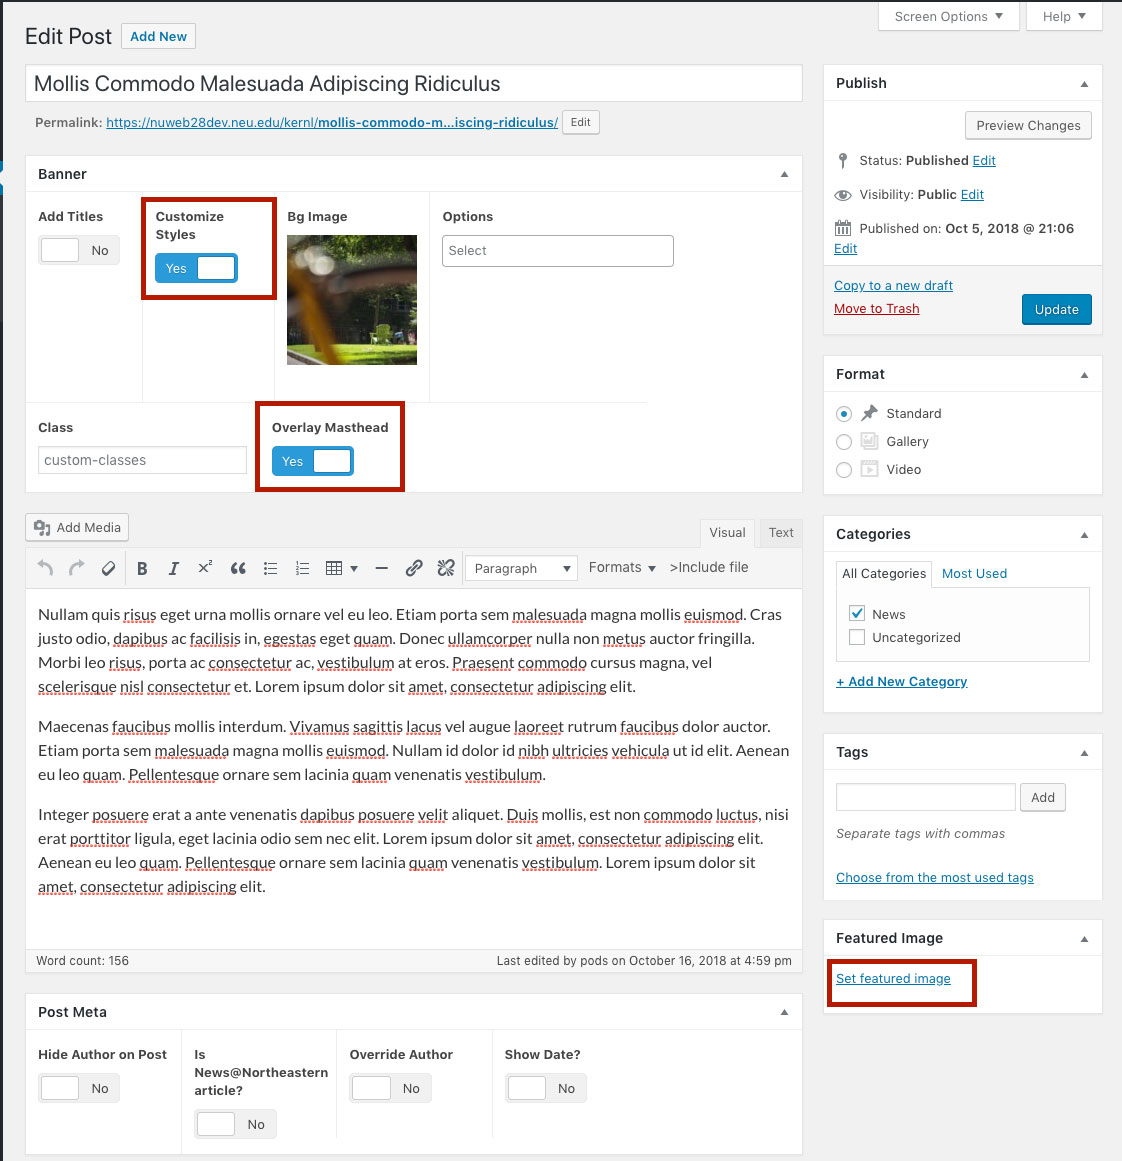 Screen Options
Help
Edit Post
Add New
Mollis Commodo Malesuada Adipiscing Ridiculus
Permalink: https://nuweb28dev.neu.edu/kernl/mollis-commodo-m...iscing-ridiculus/ Edit
Banner
Add Titles
No
Customize
Styles
Yes
Bg Image
Options
Select
Class
custom-classes
Overlay Masthead
Yes
Add Media
Visual
Text
B I X² Paragraph Formats >Include file
Nullam quis risus eget urna mollis ornare vel eu leo. Etiam porta sem malesuada magna mollis euismod. Cras
justo odio, dapibus ac facilisis in, egestas eget quam. Donec ullamcorper nulla non metus auctor fringilla.
Morbi leo risus, porta ac consectetur ac, vestibulum at eros. Praesent commodo cursus magna, vel
scelerisque nisl consectetur et. Lorem ipsum dolor sit amet, consectetur adipiscing elit.
Maecenas faucibus mollis interdum. Vivamus sagittis lacus vel augue laoreet rutrum faucibus dolor auctor.
Etiam porta sem malesuada magna mollis euismod. Nullam id dolor id nibh ultricies vehicula ut id elit. Aenean
eu leo quam. Pellentesque ornare sem lacinia quam venenatis vestibulum.
Integer posuere erat a ante venenatis dapibus posuere velit aliquet. Duis mollis, est non commodo luctus, nisi
erat porttitor ligula, eget lacinia odio sem nec elit. Lorem ipsum dolor sit amet, consectetur adipiscing elit.
Aenean eu leo quam. Pellentesque ornare sem lacinia quam venenatis vestibulum. Lorem ipsum dolor sit
amet, consectetur adipiscing elit.
Word count: 156
Last edited by pods on October 16, 2018 at 4:59 pm
Post Meta
Hide Author on Post
No
Is
News@Northeastern
article?
No
Override Author
No
Show Date?
No
Publish
Preview Changes
Status: Published Edit
Visibility: Public Edit
Published on: Oct 5, 2018 @ 21:06
Edit
Copy to a new draft
Move to Trash
Update
Format
Standard
Gallery
Video
Categories
All Categories
Most Used
News
Uncategorized
+ Add New Category
Tags
Add
Separate tags with commas
Choose from the most used tags
Featured Image
Set featured image